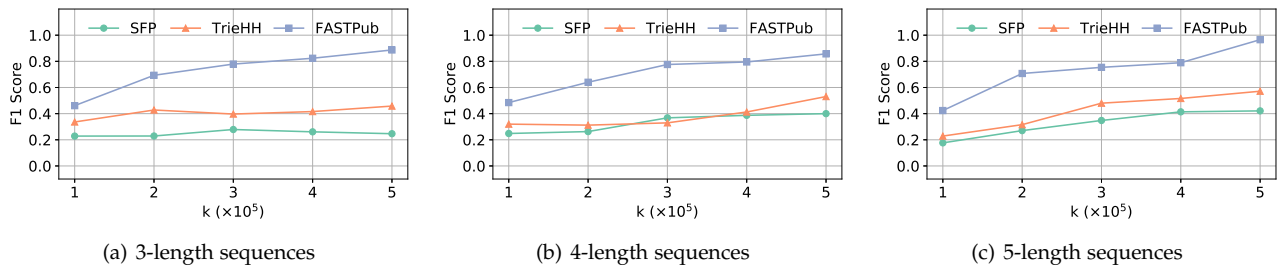 SFP TrieHH FASTPub
1.0
0.8
0.6
0.4
0.2
0.0
F1 Score
1 2 3 4 5
k (×10⁵)
(a) 3-length sequences
SFP TrieHH FASTPub
1.0
0.8
0.6
0.4
0.2
0.0
F1 Score
1 2 3 4 5
k (×10⁵)
(b) 4-length sequences
SFP TrieHH FASTPub
1.0
0.8
0.6
0.4
0.2
0.0
F1 Score
1 2 3 4 5
k (×10⁵)
(c) 5-length sequences